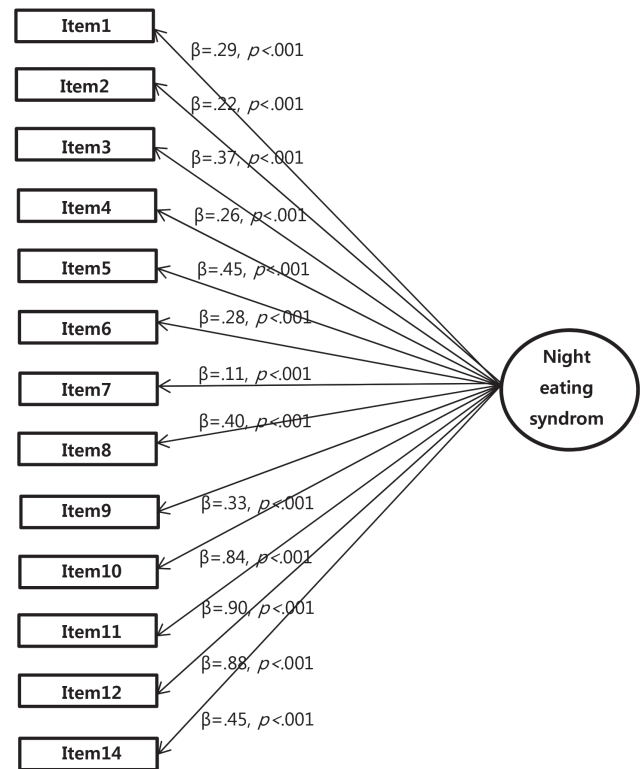 Item1
β=.29, p<.001
Item2
β=.22, p<.001
Item3
β=.37, p<.001
Item4
β=.26, p<.001
Item5
β=.45, p<.001
Item6
β=.28, p<.001
Item7
β=.11, p<.001
Item8
β=.40, p<.001
Item9
β=.33, p<.001
Item10
β=.84, p<.001
Item11
β=.90, p<.001
Item12
β=.88, p<.001
Item14
β=.45, p<.001
Night
eating
syndrom